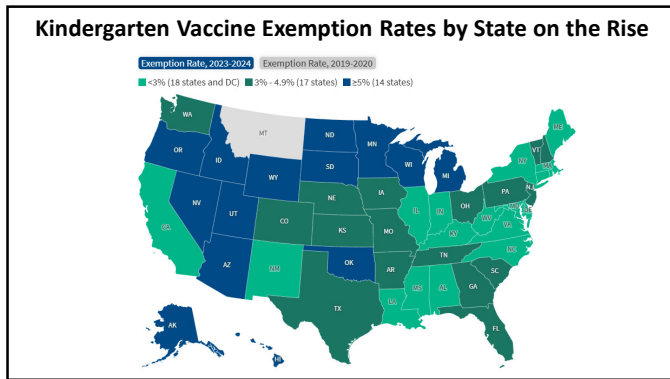 Kindergarten Vaccine Exemption Rates by State on the Rise
Exemption Rate, 2023-2024 Exemption Rate, 2019-2020
<3% (18 states and DC) 3% - 4.9% (17 states) ≥5% (14 states)
WA
MT
ND
MN
ME
OR
ID
SD
WI
MI
VT
NY
WY
NE
IA
PA
NJ
NV
UT
CO
IL
IN
OH
MD
DE
CA
KS
MO
KY
WV
VA
AZ
NM
OK
AR
TN
NC
TX
LA
MS
AL
GA
SC
FL
AK
HI